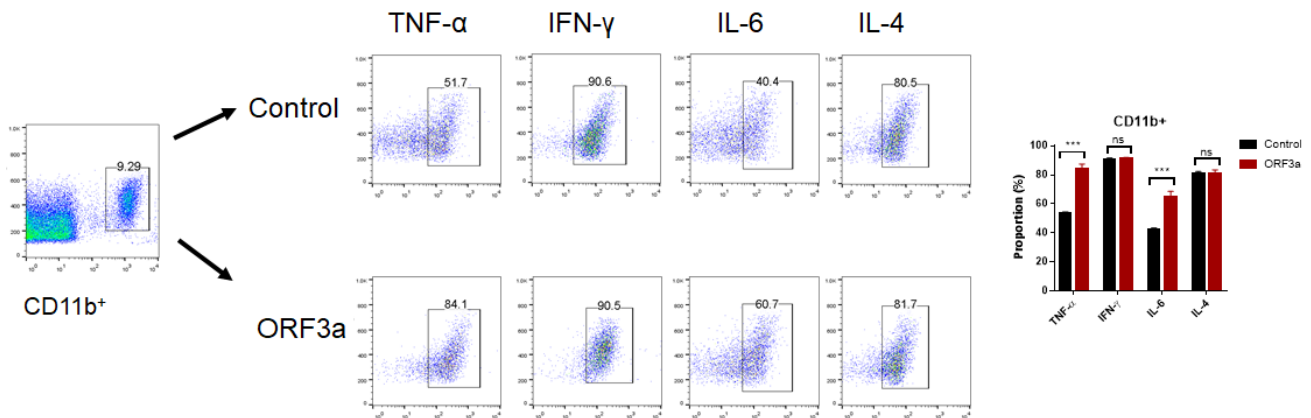 TNF-α IFN-γ IL-6 IL-4
Control
51.7 90.6 40.4 80.5
9.29
CD11b⁺
ORF3a
84.1 90.5 60.7 81.7
CD11b+
Control
ORF3a
*** ns *** ns
Proportion (%)
100
80
60
40
20
0
TNF-α IFN-γ IL-6 IL-4